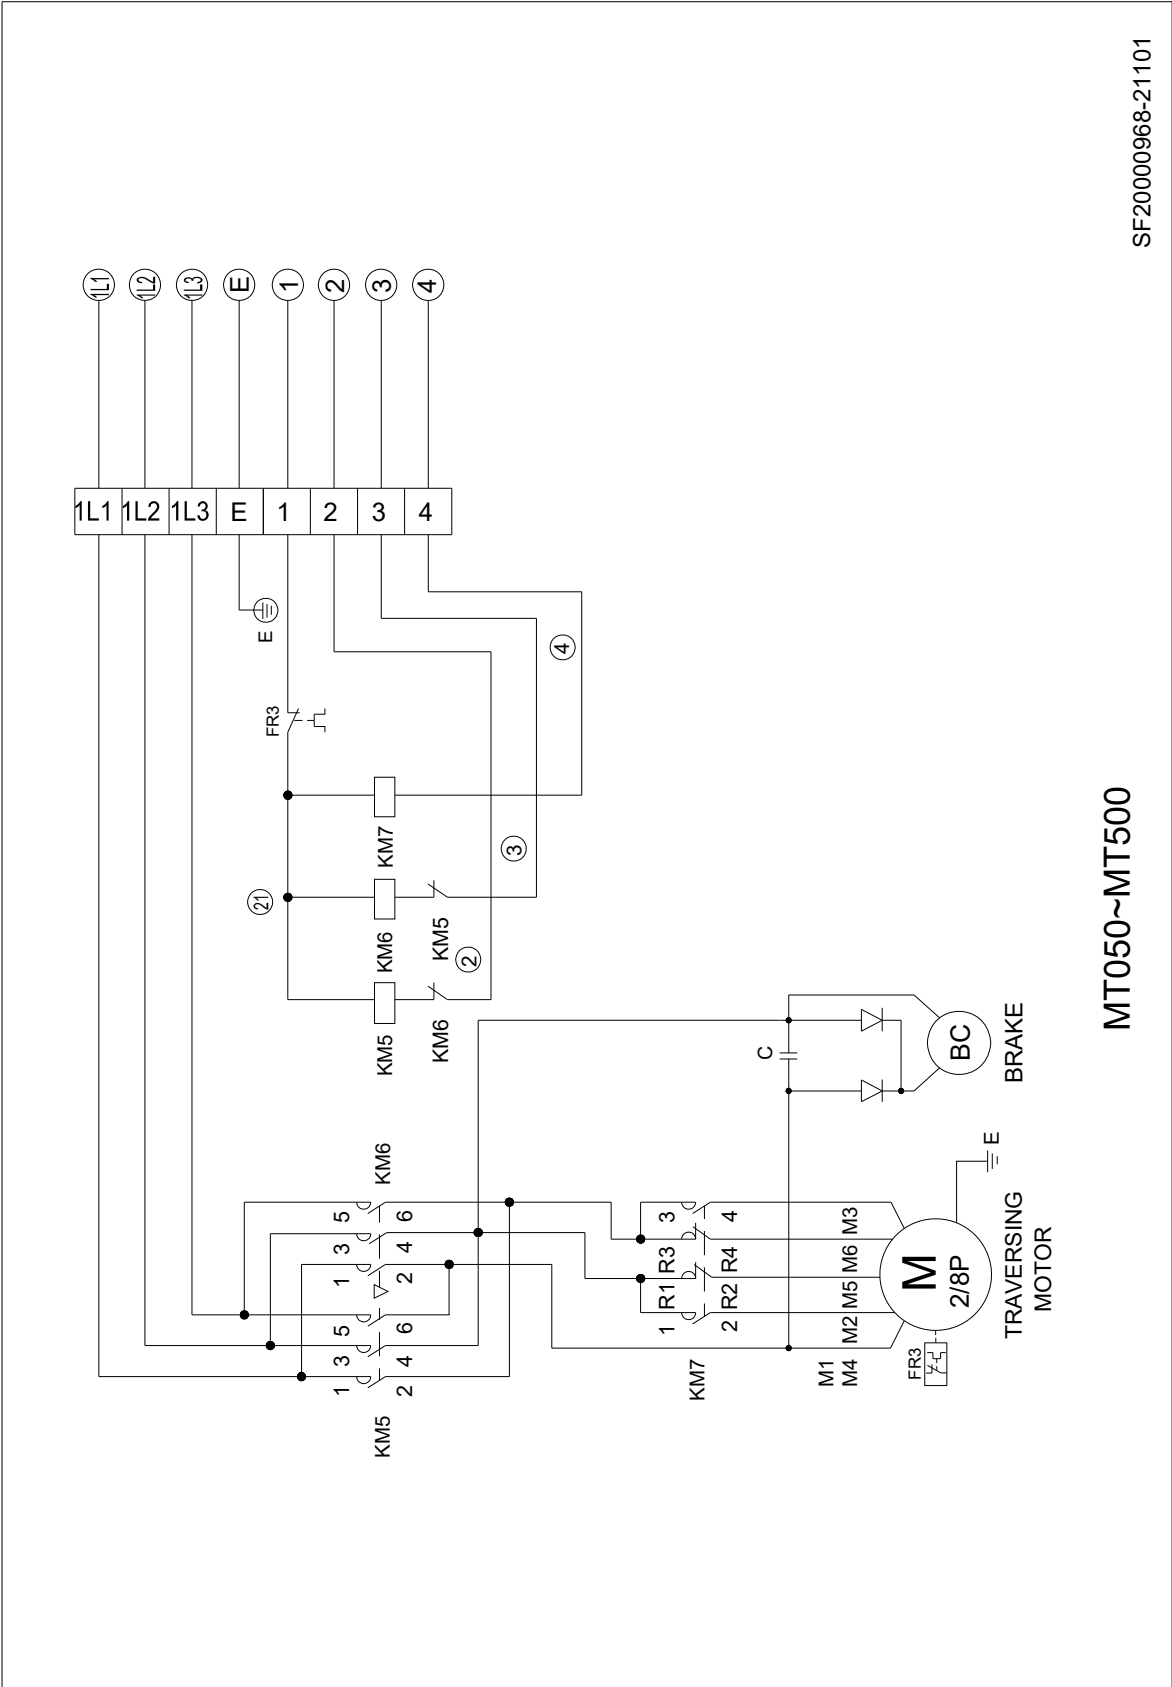 SF20000968-21101
1L1
1L2
1L3
E
1
2
3
4
1L1 1L2 1L3 E 1 2 3 4
E
FR3
21
4
3
2
KM7
KM6
KM5
KM5
KM6
KM6
5 3 1 5 3 1
6 4 2 6 4 2
KM5
C
BC
BRAKE
3 R3 R1 1
4 R4 R2 2
KM7
M3
M6
M5
M2
M1
M4
M
2/8P
E
FR3
TRAVERSING
MOTOR
MT050~MT500